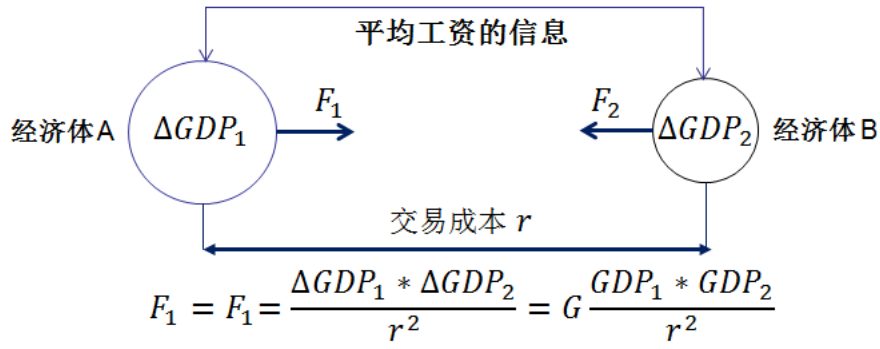 平均工资的信息
F₁ F₂
经济体A ΔGDP₁ ΔGDP₂ 经济体B
交易成本 r
F₁ = F₁ = ΔGDP₁ * ΔGDP₂ / r² = G GDP₁ * GDP₂ / r²